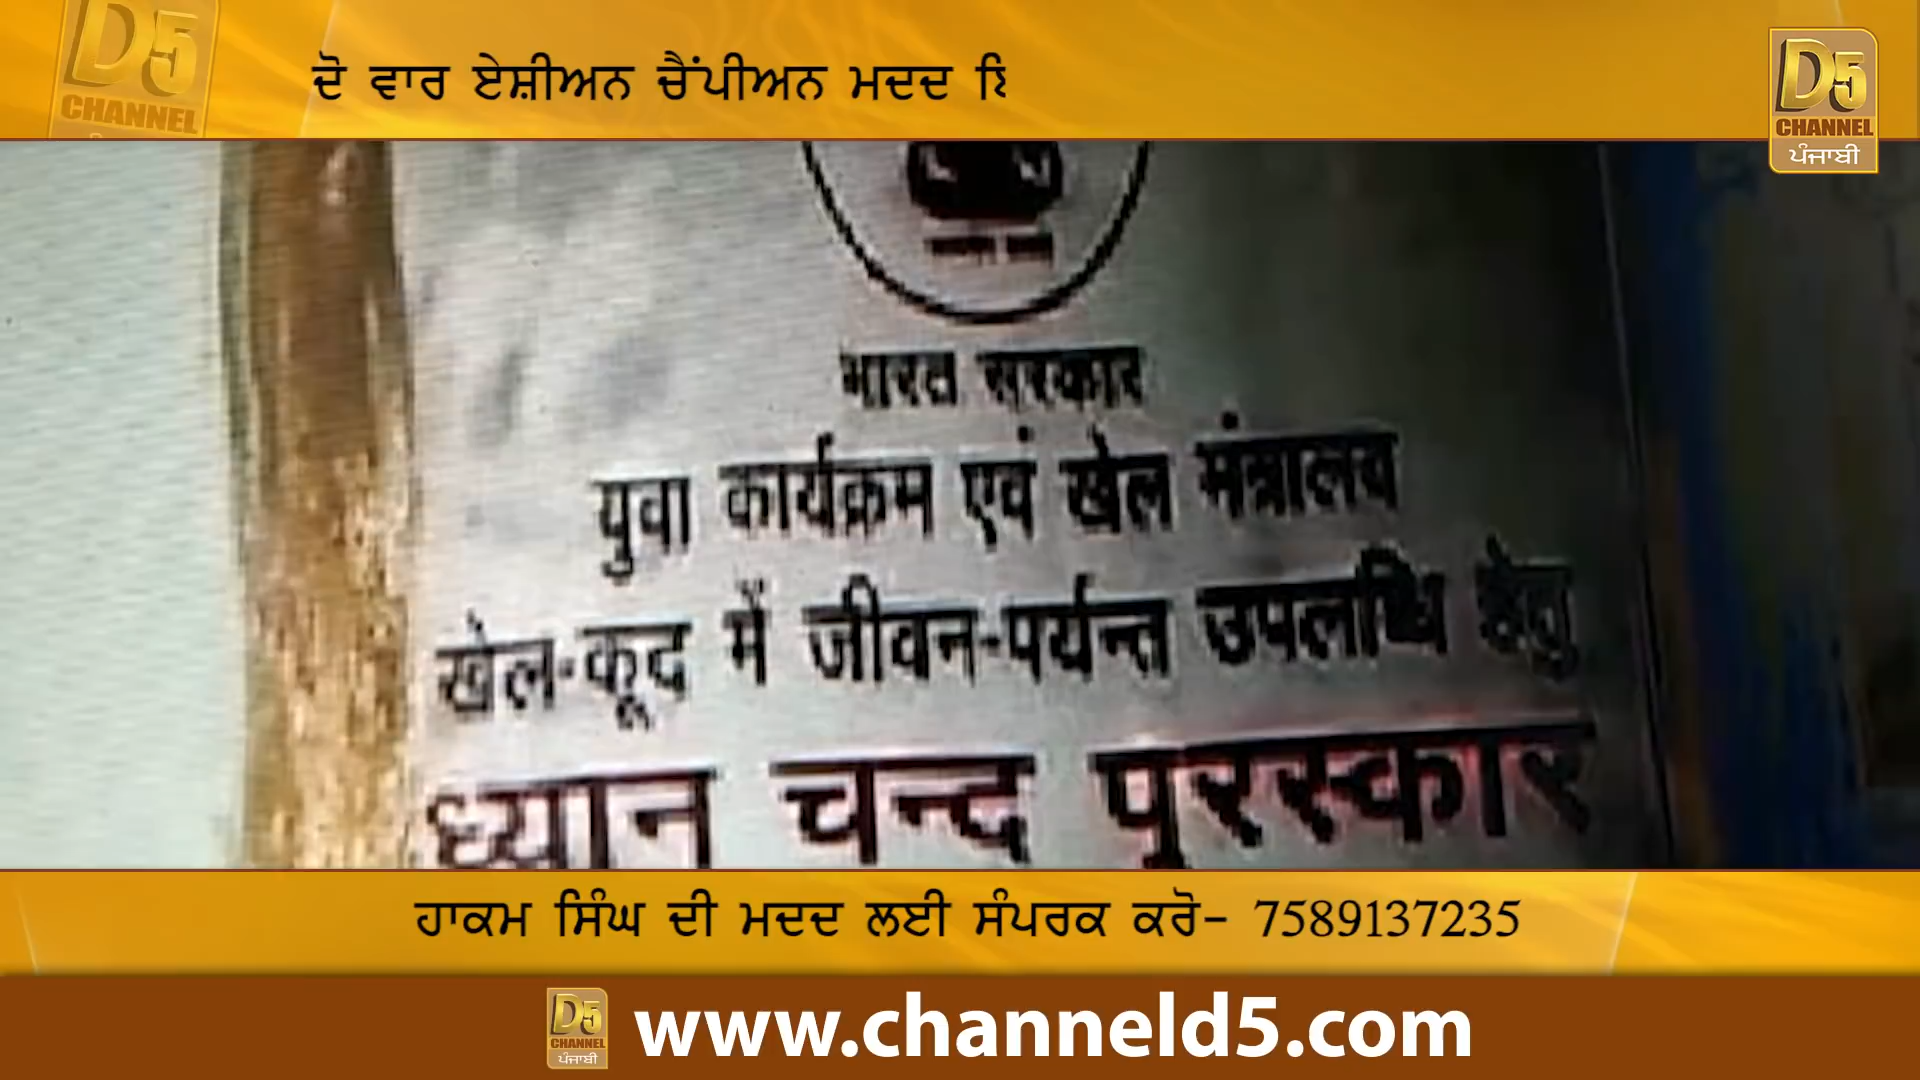 D5
CHANNEL
ਦੋ ਵਾਰ ਏਸ਼ੀਅਨ ਚੈਂਪੀਅਨ ਮਦਦ
D5
CHANNEL
ਪੰਜਾਬੀ
भारत सरकार
युवा कार्यक्रम एवं खेल मंत्रालय
खेल-कूद में जीवन-पर्यन्त उपलब्धि हेतु
ध्यान चन्द पुरस्कार
ਹਾਕਮ ਸਿੰਘ ਦੀ ਮਦਦ ਲਈ ਸੰਪਰਕ ਕਰੋ- 7589137235
D5
CHANNEL
ਪੰਜਾਬੀ
www.channeld5.com